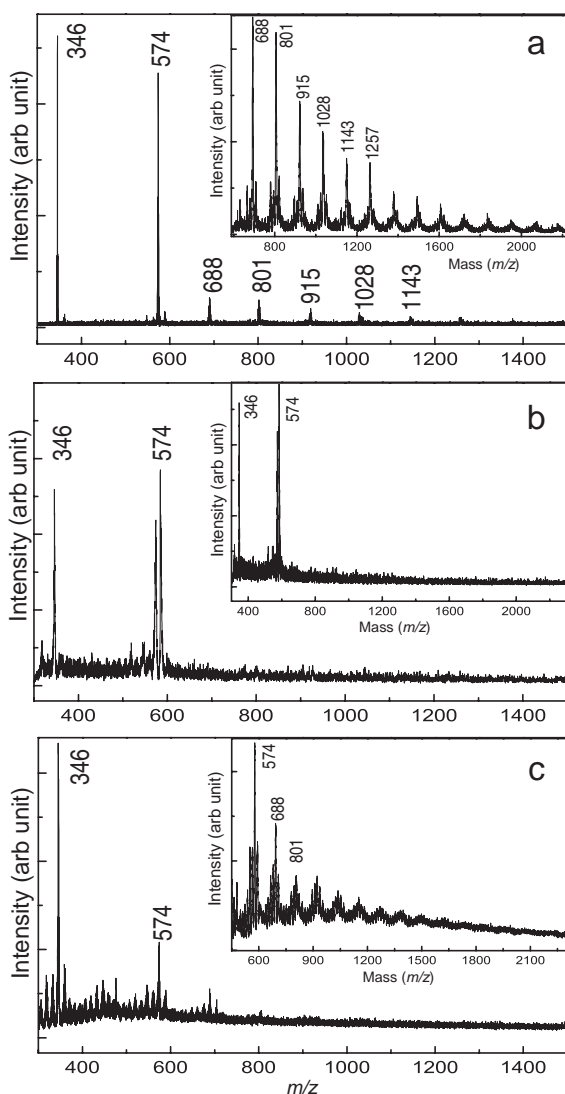 a
346
574
688
801
915
1028
1143
Intensity (arb unit)
400 600 800 1000 1200 1400
688
801
915
1028
1143
1257
Intensity (arb unit)
800 1200 1600 2000
Mass (m/z)
b
346
574
Intensity (arb unit)
400 600 800 1000 1200 1400
346
574
Intensity (arb unit)
400 800 1200 1600 2000
Mass (m/z)
c
346
574
Intensity (arb unit)
400 600 800 1000 1200 1400
m/z
574
688
801
Intensity (arb unit)
600 900 1200 1500 1800 2100
Mass (m/z)